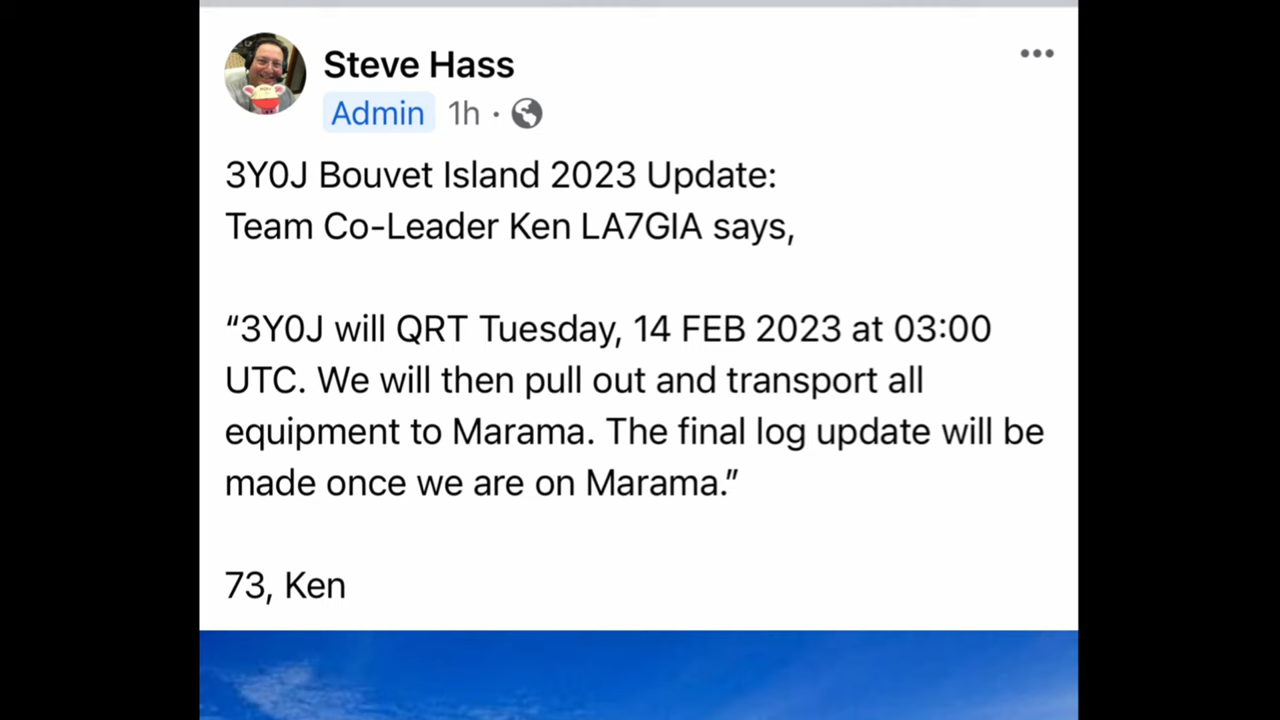 Steve Hass
Admin 1h ·
3Y0J Bouvet Island 2023 Update:
Team Co-Leader Ken LA7GIA says,
“3Y0J will QRT Tuesday, 14 FEB 2023 at 03:00
UTC. We will then pull out and transport all
equipment to Marama. The final log update will be
made once we are on Marama.”
73, Ken